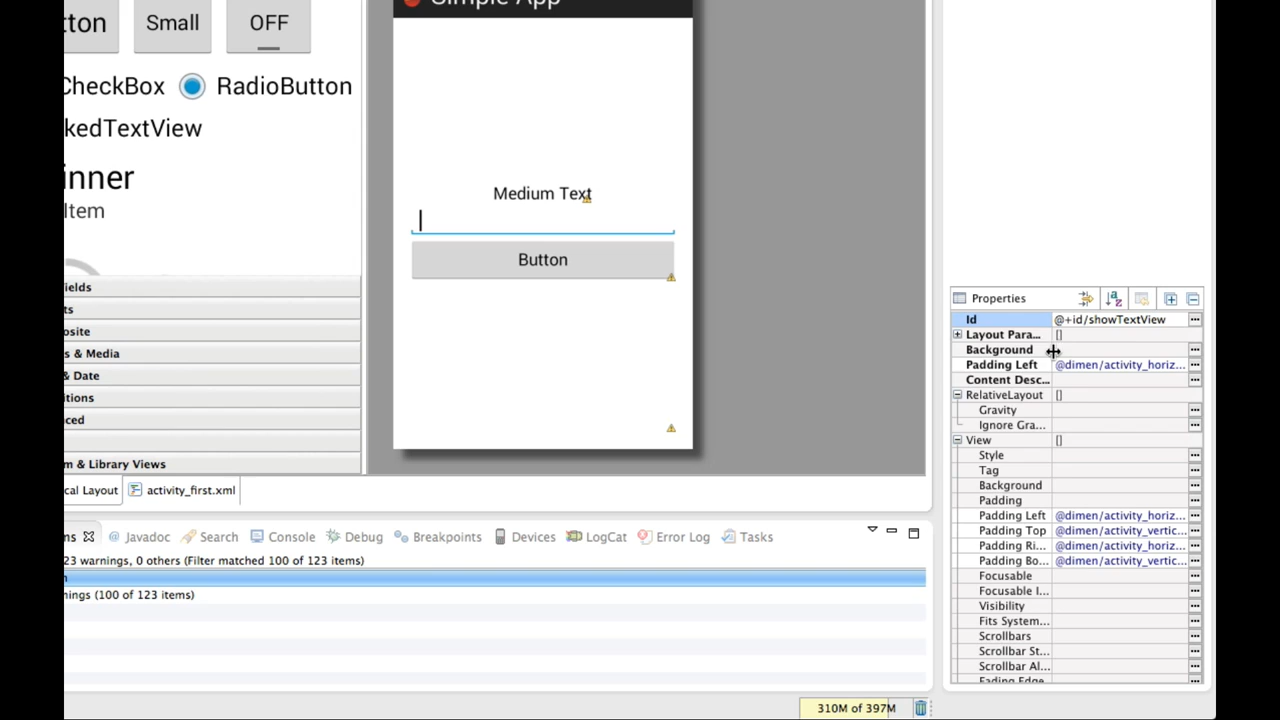 tton
Small
OFF
CheckBox
RadioButton
kedTextView
inner
Item
ields
ts
osite
s & Media
& Date
itions
ced
m & Library Views
cal Layout
activity_first.xml
Simple App
Medium Text
Button
Properties
Id @+id/showTextView
Layout Para... []
Background
Padding Left @dimen/activity_horiz...
Content Desc...
RelativeLayout []
Gravity
Ignore Gra...
View []
Style
Tag
Background
Padding
Padding Left @dimen/activity_horiz...
Padding Top @dimen/activity_vertic...
Padding Ri... @dimen/activity_horiz...
Padding Bo... @dimen/activity_vertic...
Focusable
Focusable I...
Visibility
Fits System...
Scrollbars
Scrollbar St...
Scrollbar Al...
Fading Edge
ns
Javadoc
Search
Console
Debug
Breakpoints
Devices
LogCat
Error Log
Tasks
23 warnings, 0 others (Filter matched 100 of 123 items)
nings (100 of 123 items)
310M of 397M